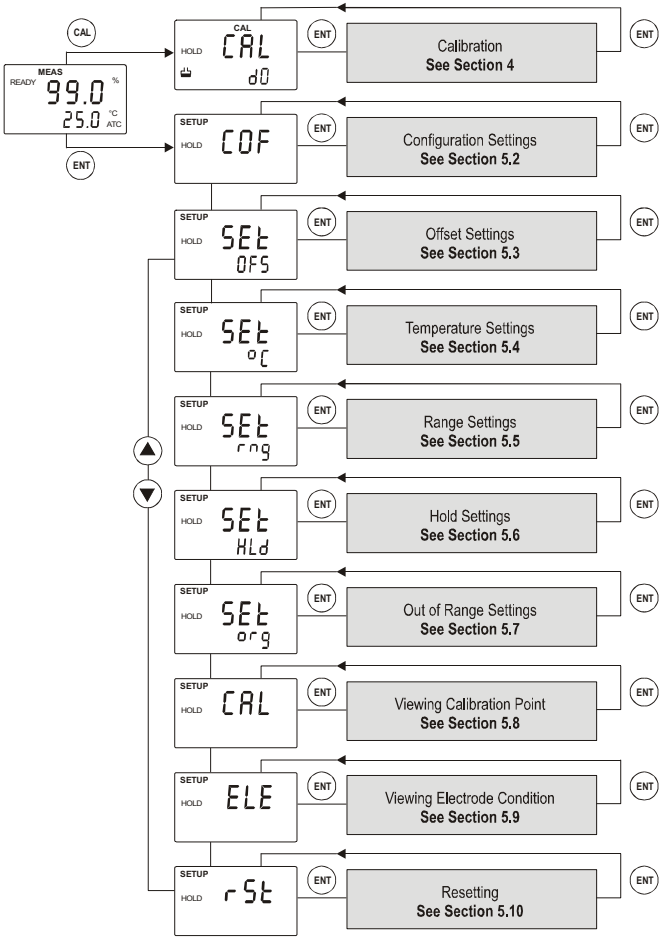 CAL
MEAS
READY 99.0 %
25.0 °C
ATC
ENT
CAL
HOLD CAL
dO
ENT
Calibration
See Section 4
ENT
SETUP
HOLD COF
ENT
Configuration Settings
See Section 5.2
ENT
SETUP
HOLD SEt
OFS
ENT
Offset Settings
See Section 5.3
ENT
SETUP
HOLD SEt
°C
ENT
Temperature Settings
See Section 5.4
ENT
SETUP
HOLD SEt
rng
ENT
Range Settings
See Section 5.5
ENT
SETUP
HOLD SEt
HLd
ENT
Hold Settings
See Section 5.6
ENT
SETUP
HOLD SEt
org
ENT
Out of Range Settings
See Section 5.7
ENT
SETUP
HOLD CAL
ENT
Viewing Calibration Point
See Section 5.8
ENT
SETUP
HOLD ELE
ENT
Viewing Electrode Condition
See Section 5.9
ENT
SETUP
HOLD rSt
ENT
Resetting
See Section 5.10
ENT